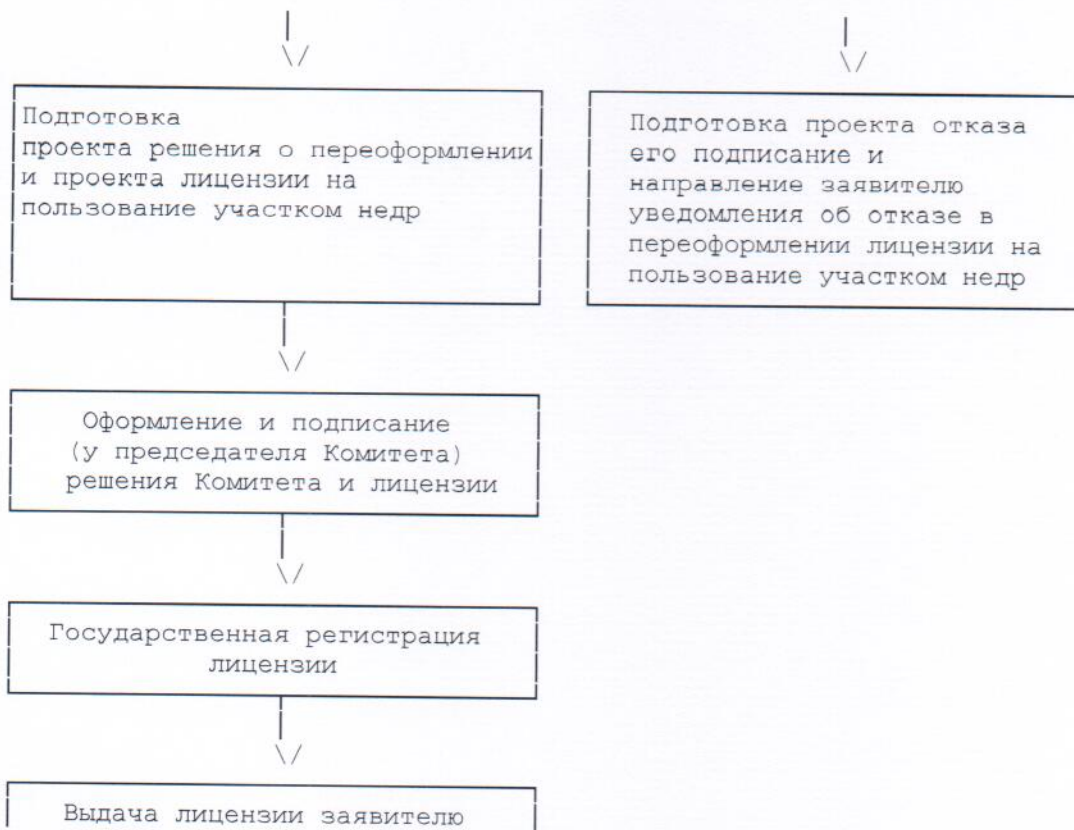 Подготовка
проекта решения о переоформлении
и проекта лицензии на
пользование участком недр
Подготовка проекта отказа
его подписание и
направление заявителю
уведомления об отказе в
переоформлении лицензии на
пользование участком недр
Оформление и подписание
(у председателя Комитета)
решения Комитета и лицензии
Государственная регистрация
лицензии
Выдача лицензии заявителю